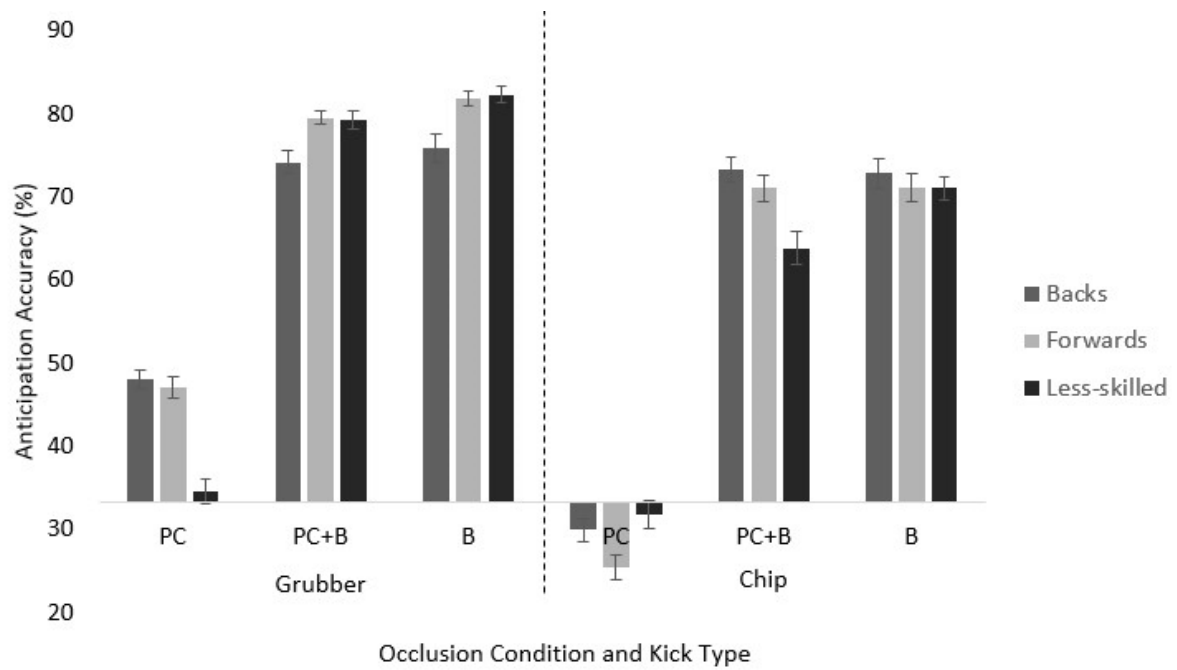 90
80
70
60
50
40
30
20
Anticipation Accuracy (%)
PC PC+B B PC PC+B B
Grubber Chip
Occlusion Condition and Kick Type
Backs
Forwards
Less-skilled